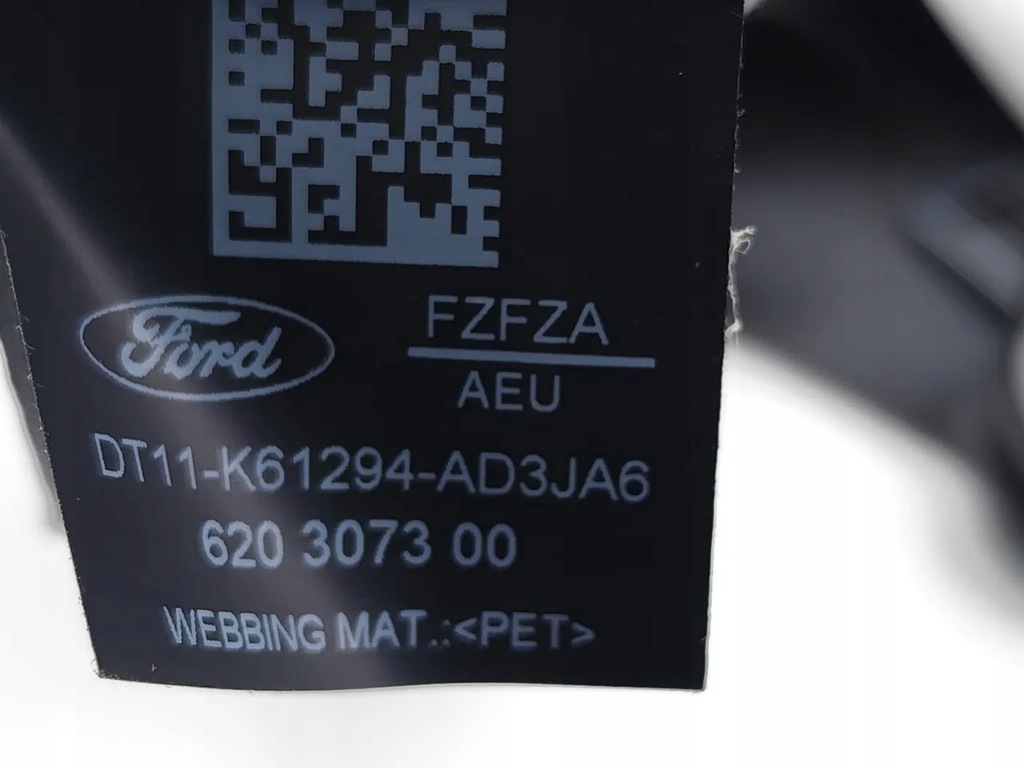 Ford
FZFZA
AEU
DT11-K61294-AD3JA6
620 3073 00
WEBBING MAT.:<PET>